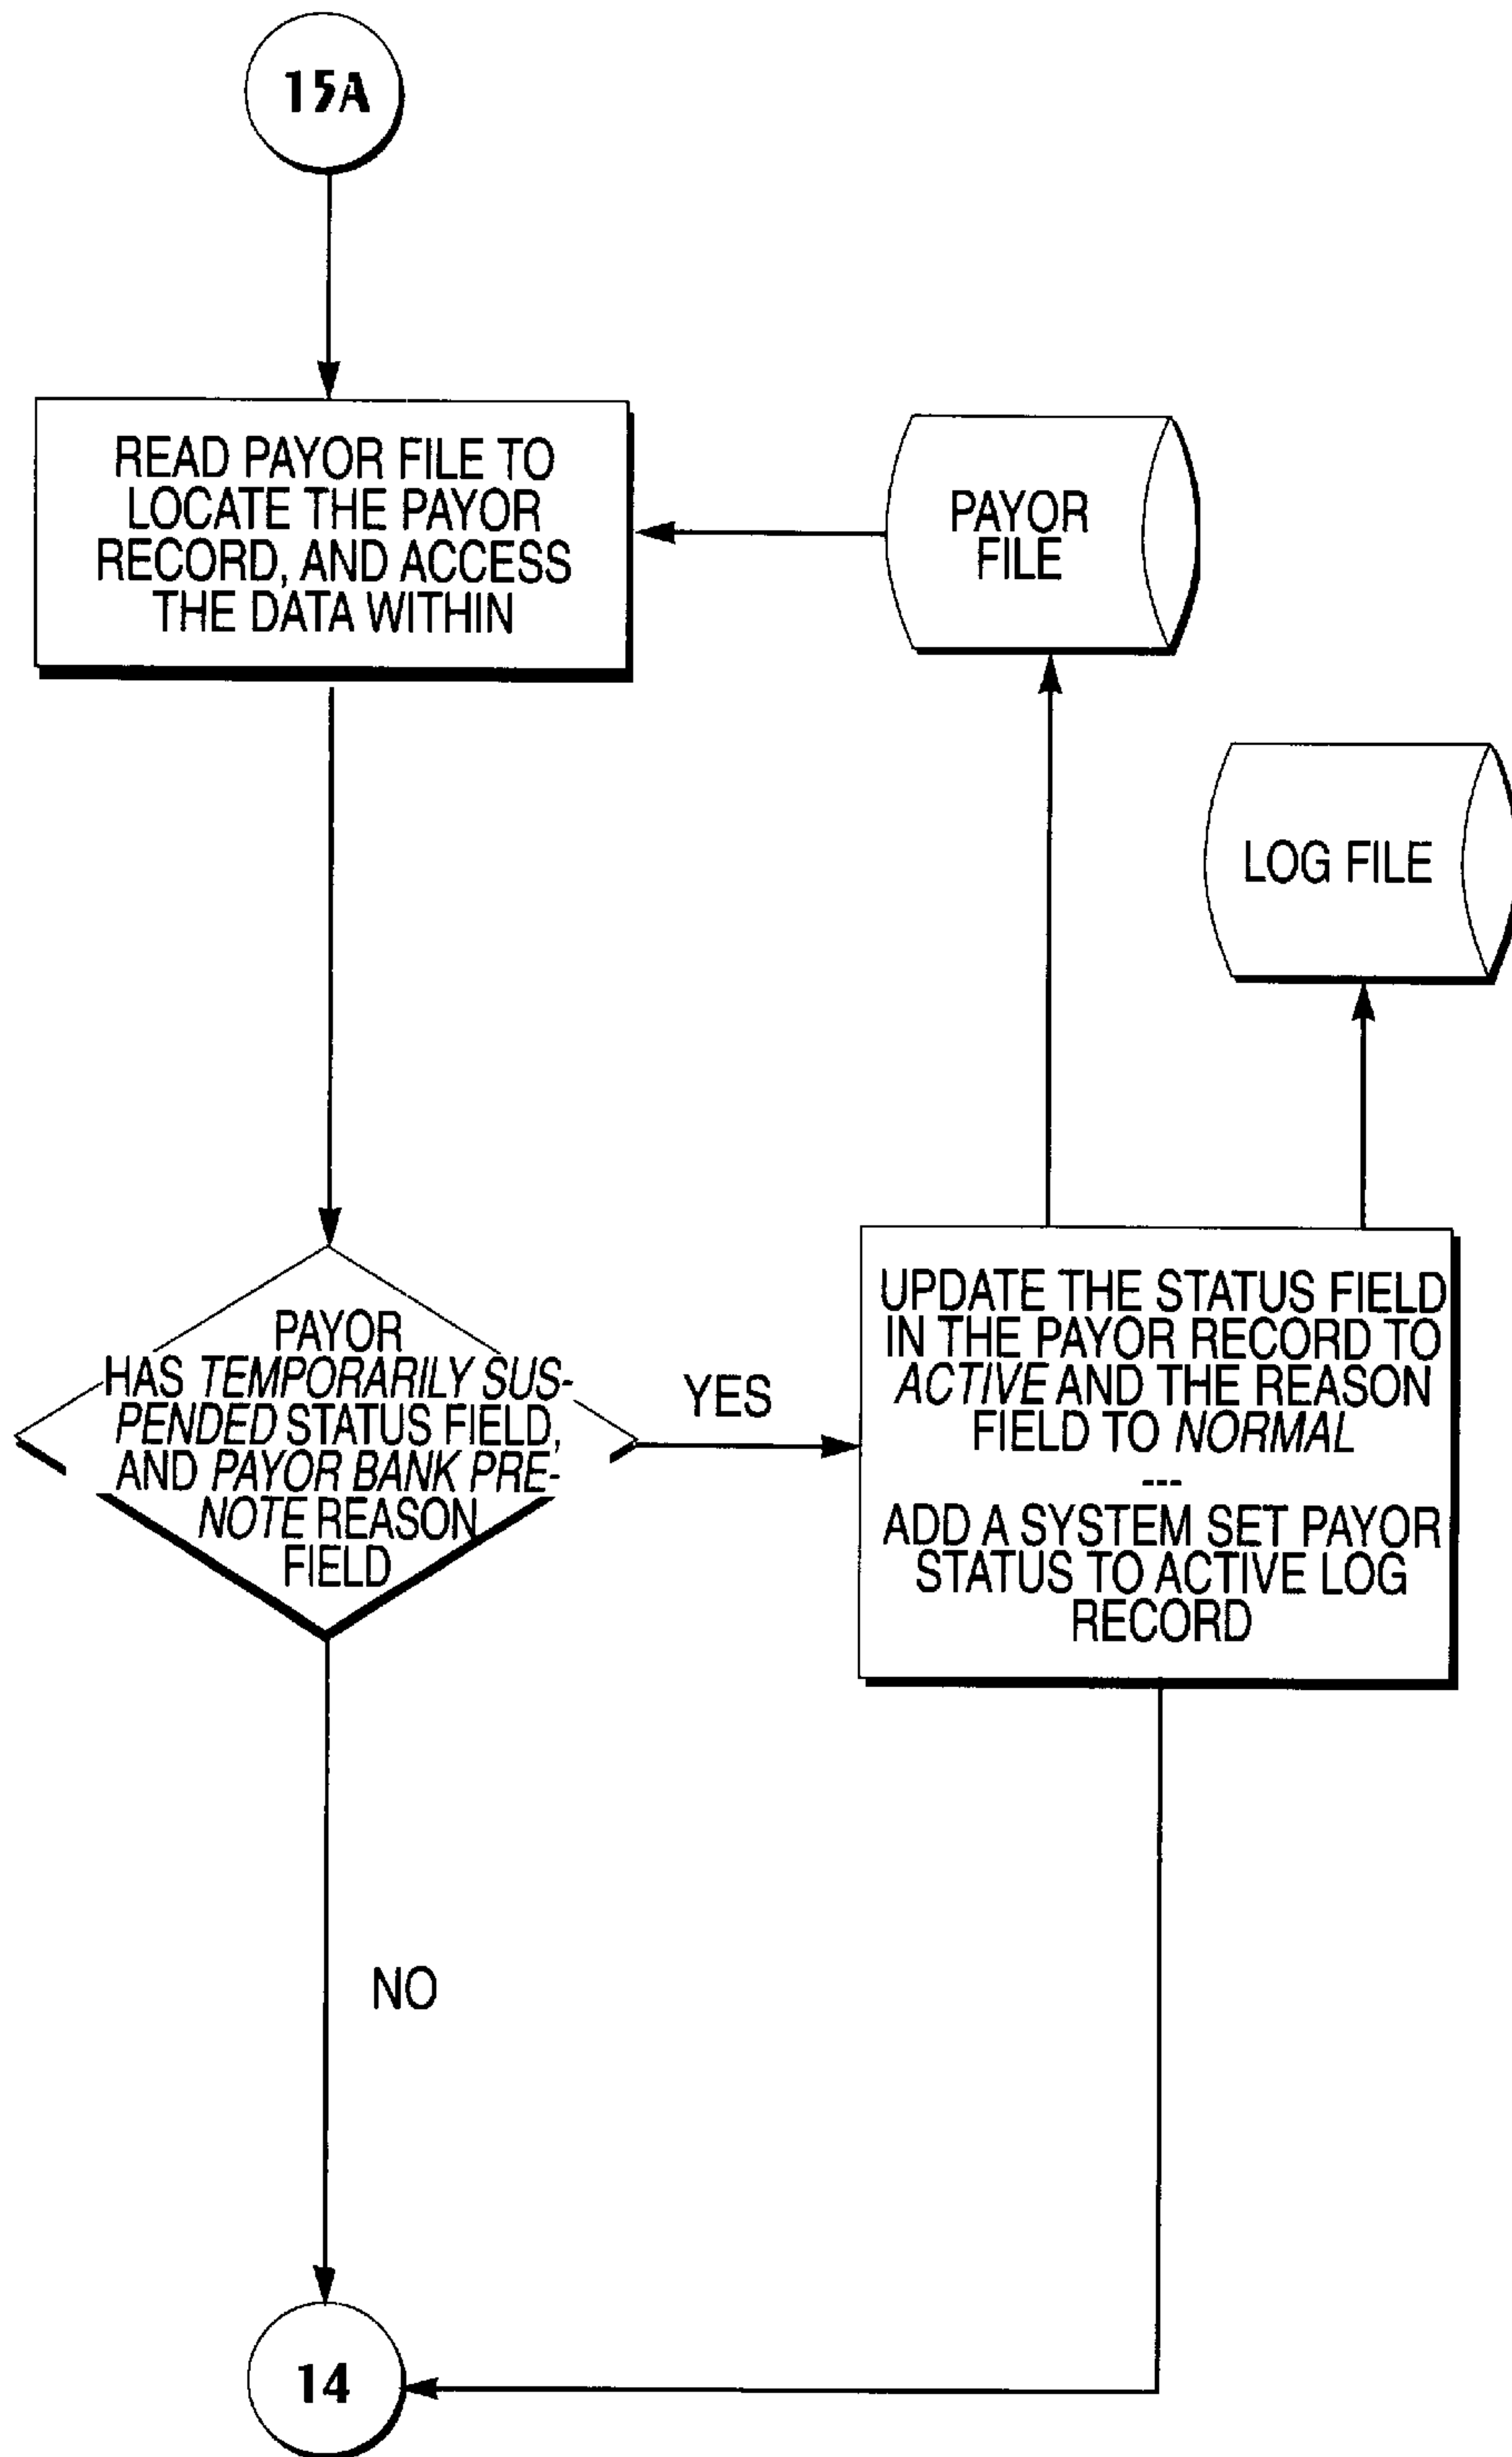 15A
READ PAYOR FILE TO
LOCATE THE PAYOR
RECORD, AND ACCESS
THE DATA WITHIN
PAYOR
FILE
LOG FILE
PAYOR
HAS TEMPORARILY SUS-
PENDED STATUS FIELD,
AND PAYOR BANK PRE-
NOTE REASON
FIELD
YES
UPDATE THE STATUS FIELD
IN THE PAYOR RECORD TO
ACTIVE AND THE REASON
FIELD TO NORMAL
---
ADD A SYSTEM SET PAYOR
STATUS TO ACTIVE LOG
RECORD
NO
14